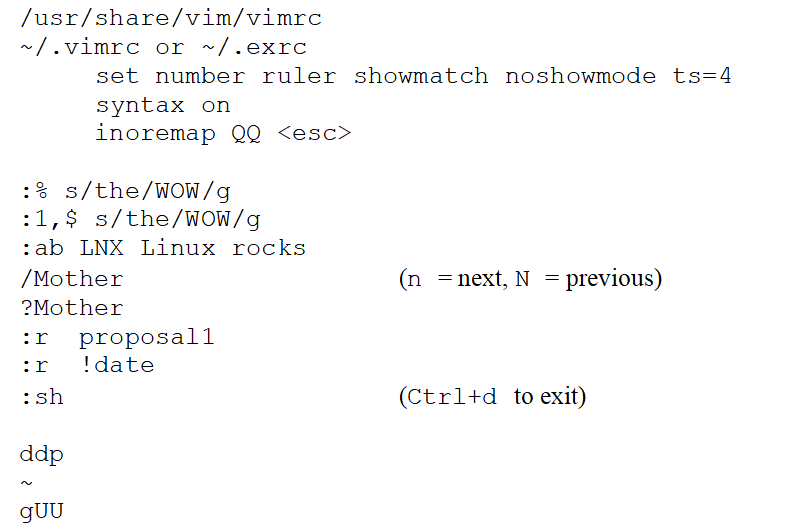 /usr/share/vim/vimrc
~/.vimrc or ~/.exrc
set number ruler showmatch noshowmode ts=4
syntax on
inoremap QQ <esc>
:% s/the/WOW/g
:1,$ s/the/WOW/g
:ab LNX Linux rocks
/Mother (n = next, N = previous)
?Mother
:r proposal1
:r !date
:sh (Ctrl+d to exit)
ddp
~
gUU